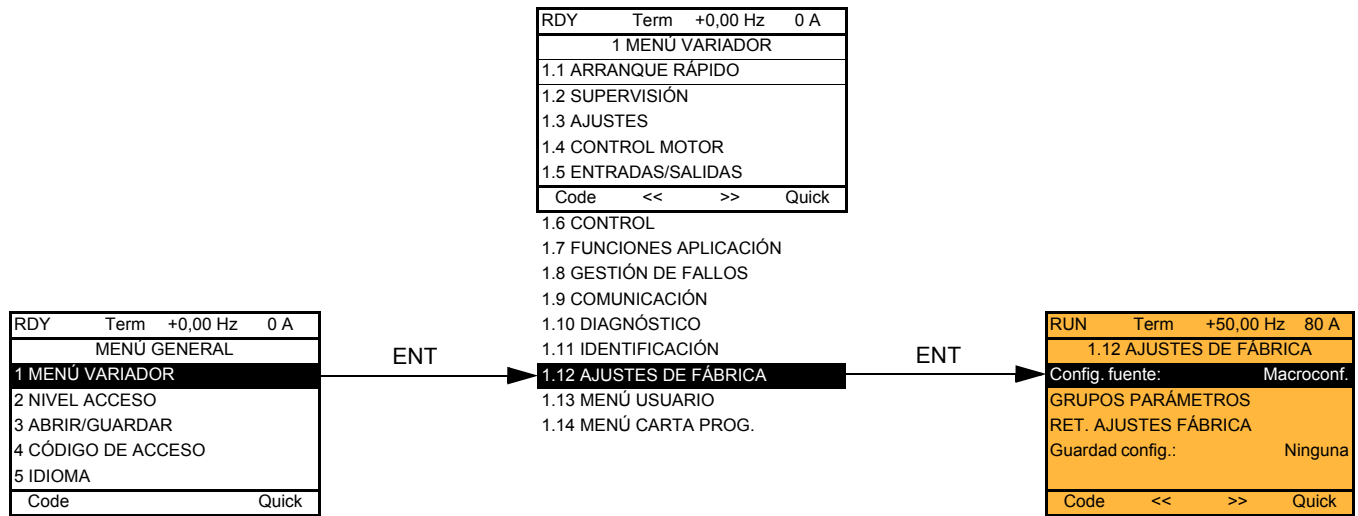 RDY Term +0,00 Hz 0 A
1 MENÚ VARIADOR
1.1 ARRANQUE RÁPIDO
1.2 SUPERVISIÓN
1.3 AJUSTES
1.4 CONTROL MOTOR
1.5 ENTRADAS/SALIDAS
Code << >> Quick
1.6 CONTROL
1.7 FUNCIONES APLICACIÓN
1.8 GESTIÓN DE FALLOS
1.9 COMUNICACIÓN
1.10 DIAGNÓSTICO
1.11 IDENTIFICACIÓN
1.12 AJUSTES DE FÁBRICA
1.13 MENÚ USUARIO
1.14 MENÚ CARTA PROG.
RDY Term +0,00 Hz 0 A
MENÚ GENERAL
1 MENÚ VARIADOR
2 NIVEL ACCESO
3 ABRIR/GUARDAR
4 CÓDIGO DE ACCESO
5 IDIOMA
Code Quick
ENT
ENT
RUN Term +50,00 Hz 80 A
1.12 AJUSTES DE FÁBRICA
Config. fuente: Macroconf.
GRUPOS PARÁMETROS
RET. AJUSTES FÁBRICA
Guardad config.: Ninguna
Code << >> Quick